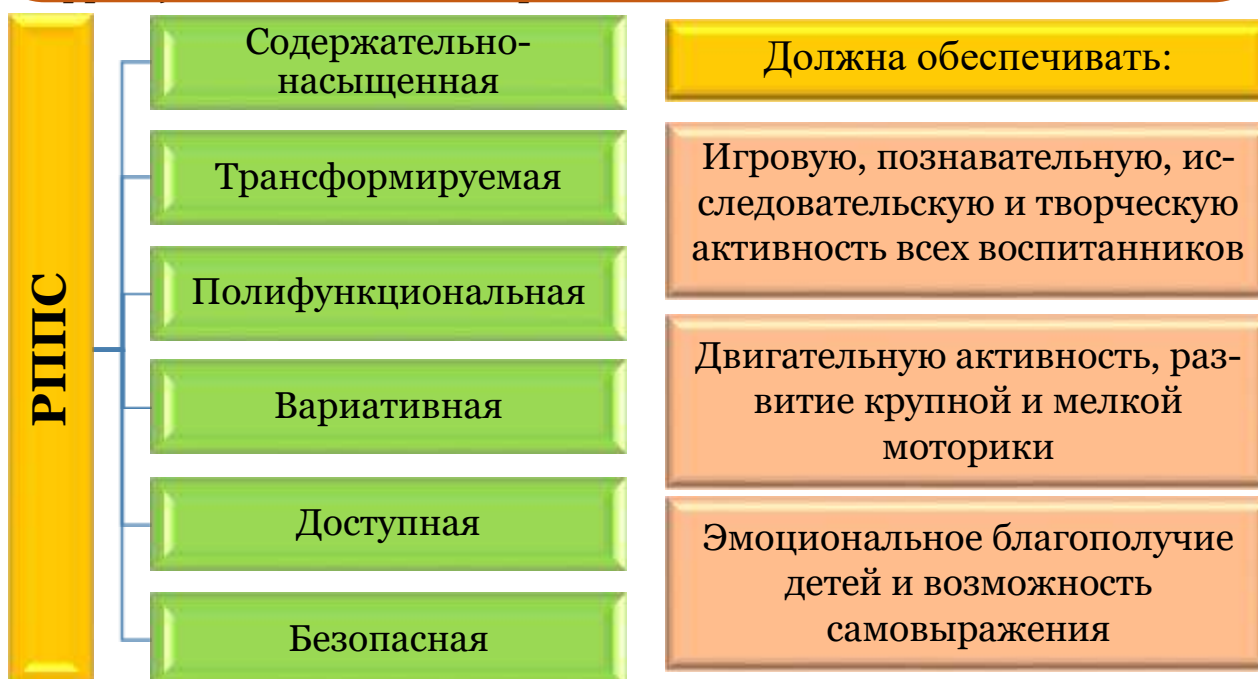 РППС
Содержательно-
насыщенная
Трансформируемая
Полифункциональная
Вариативная
Доступная
Безопасная
Должна обеспечивать:
Игровую, познавательную, ис-
следовательскую и творческую
активность всех воспитанников
Двигательную активность, раз-
витие крупной и мелкой
моторики
Эмоциональное благополучие
детей и возможность
самовыражения